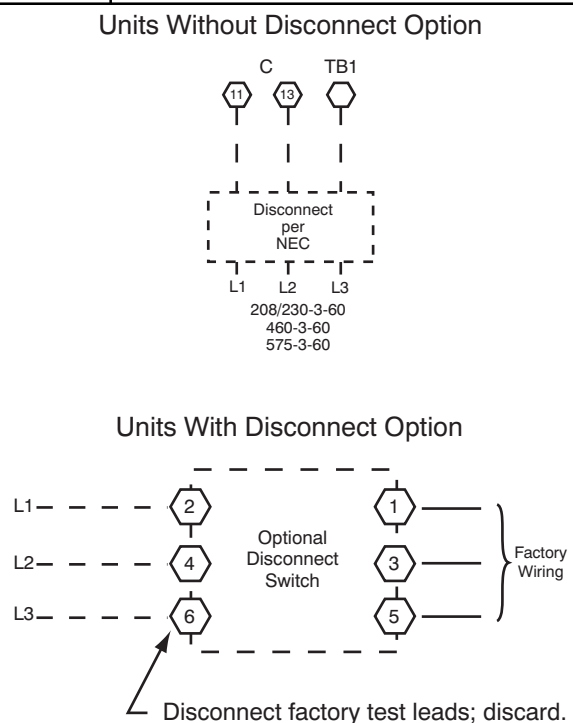 Units Without Disconnect Option
C TB1
11 13
Disconnect
per
NEC
L1 L2 L3
208/230-3-60
460-3-60
575-3-60
Units With Disconnect Option
L1 2 1
L2 4 3
L3 6 5
Optional
Disconnect
Switch
Factory
Wiring
Disconnect factory test leads; discard.